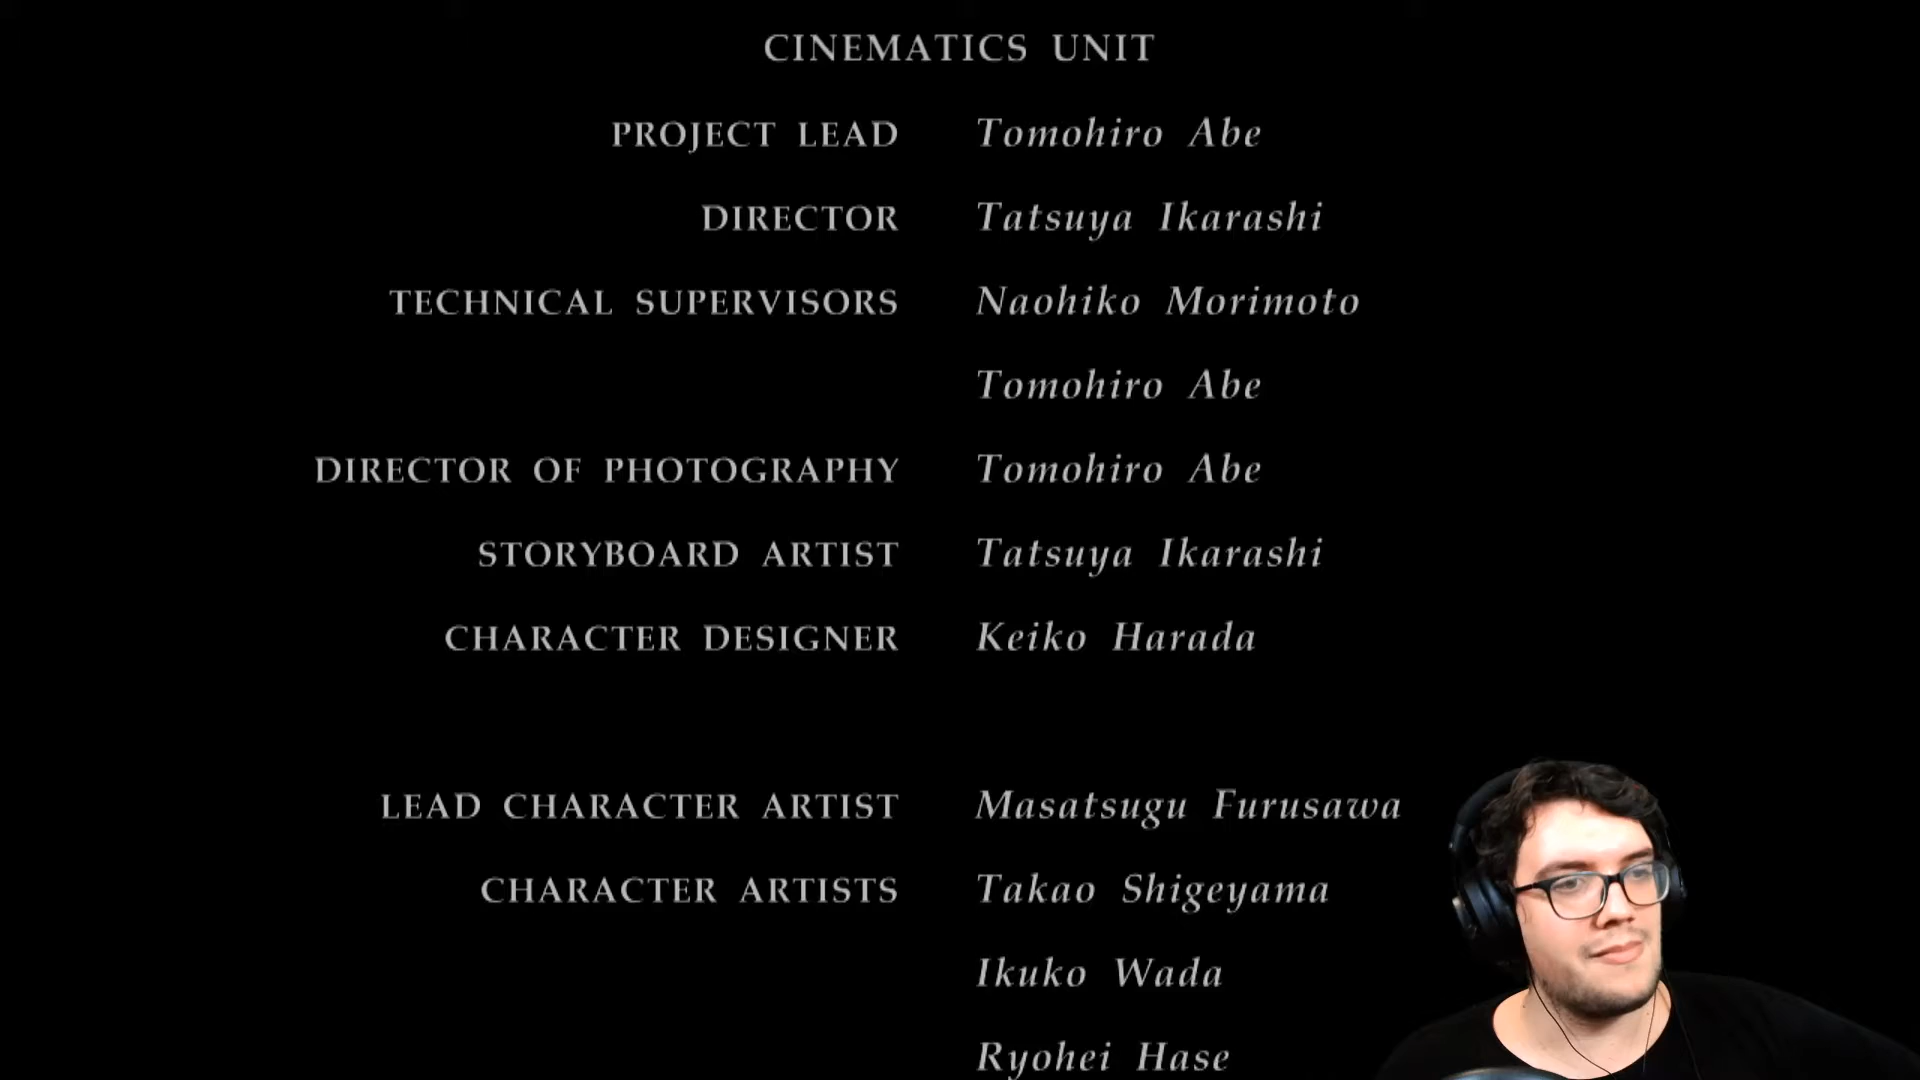 CINEMATICS UNIT
PROJECT LEAD Tomohiro Abe
DIRECTOR Tatsuya Ikarashi
TECHNICAL SUPERVISORS Naohiko Morimoto
Tomohiro Abe
DIRECTOR OF PHOTOGRAPHY Tomohiro Abe
STORYBOARD ARTIST Tatsuya Ikarashi
CHARACTER DESIGNER Keiko Harada
LEAD CHARACTER ARTIST Masatsugu Furusawa
CHARACTER ARTISTS Takao Shigeyama
Ikuko Wada
Ryohei Hase